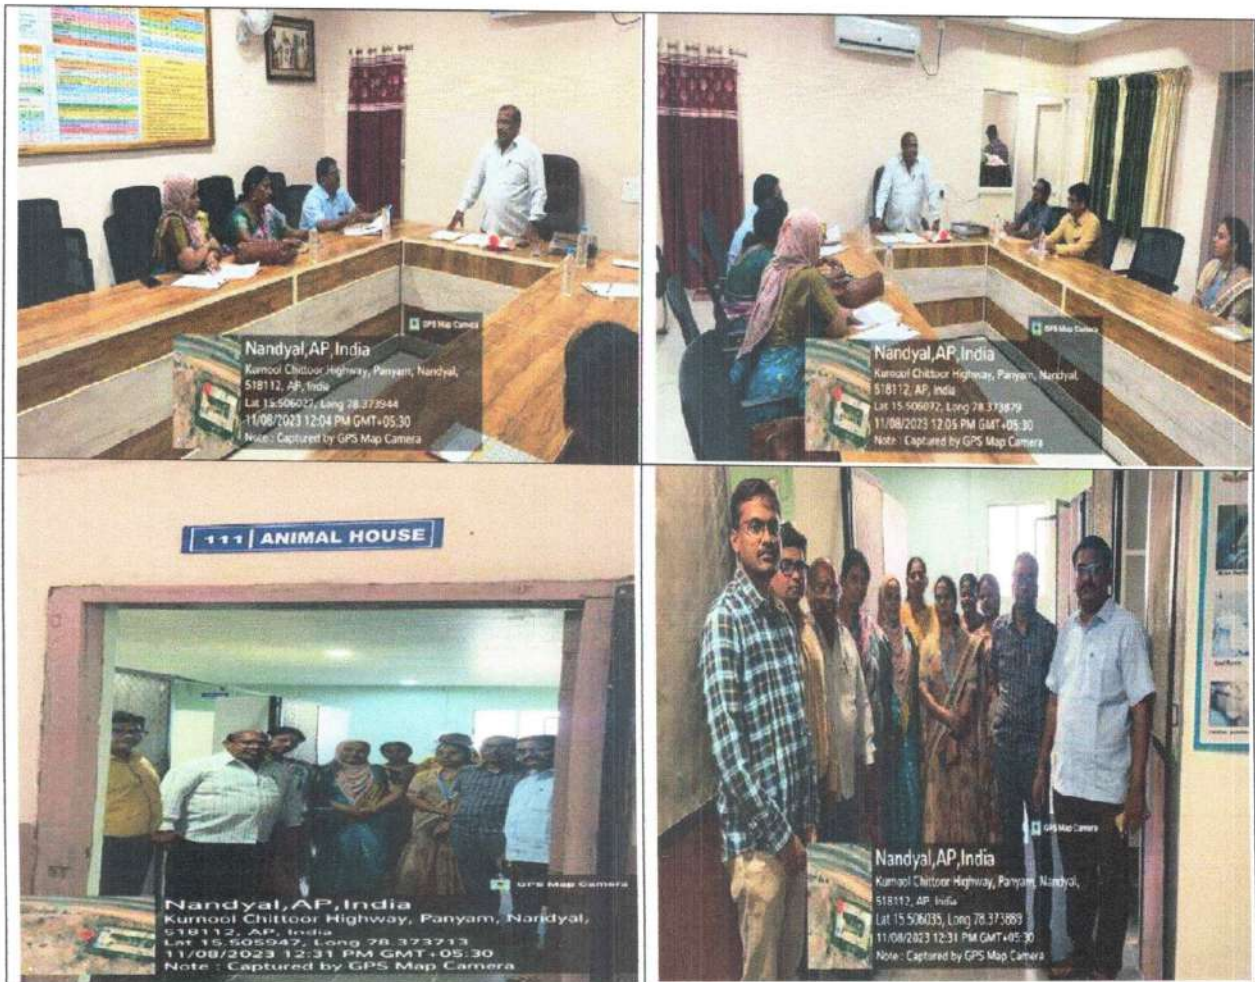 GPS Map Camera
Nandyal,AP,India
Kurnool Chittoor Highway, Panyam, Nandyal,
518112, AP, India
Lat 15.506027, Long 78.373944
11/08/2023 12:04 PM GMT+05:30
Note : Captured by GPS Map Camera
GPS Map Camera
Nandyal,AP,India
Kurnool Chittoor Highway, Panyam, Nandyal,
518112, AP, India
Lat 15.506072, Long 78.373879
11/08/2023 12:05 PM GMT+05:30
Note : Captured by GPS Map Camera
111 ANIMAL HOUSE
GPS Map Camera
Nandyal,AP,India
Kurnool Chittoor Highway, Panyam, Nandyal,
518112, AP, India
Lat 15.505947, Long 78.373713
11/08/2023 12:31 PM GMT+05:30
Note : Captured by GPS Map Camera
GPS Map Camera
Nandyal,AP,India
Kurnool Chittoor Highway, Panyam, Nandyal,
518112, AP, India
Lat 15.506035, Long 78.373889
11/08/2023 12:31 PM GMT+05:30
Note : Captured by GPS Map Camera